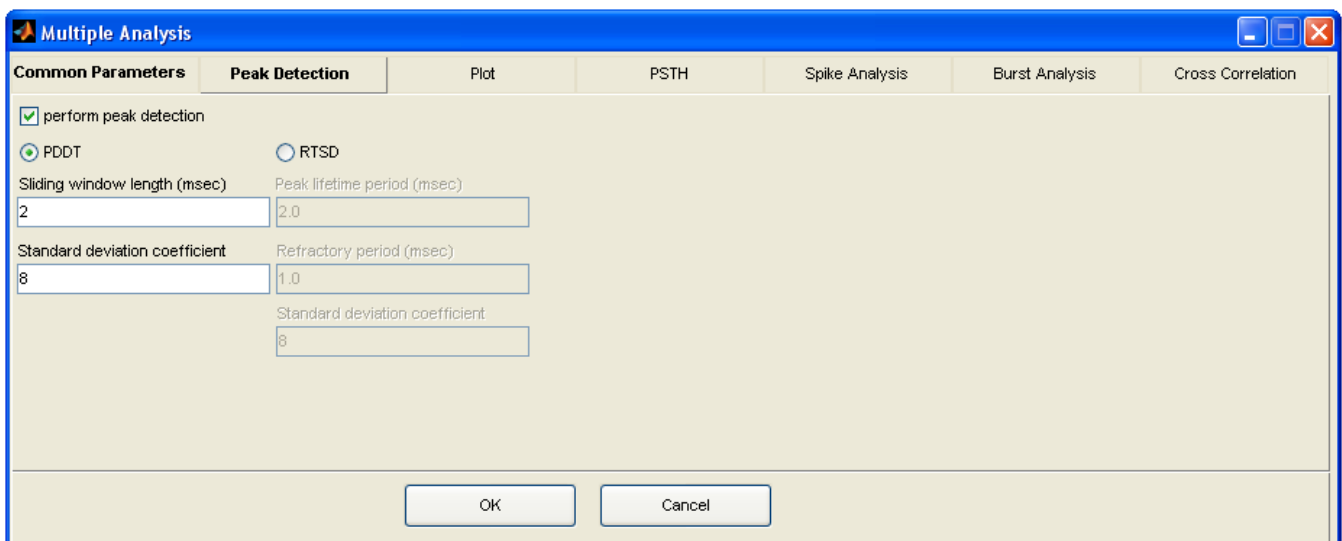 Multiple Analysis
Common Parameters Peak Detection Plot PSTH Spike Analysis Burst Analysis Cross Correlation
perform peak detection
PDDT RTSD
Sliding window length (msec) Peak lifetime period (msec)
2 2.0
Standard deviation coefficient Refractory period (msec)
8 1.0
Standard deviation coefficient
8
OK Cancel